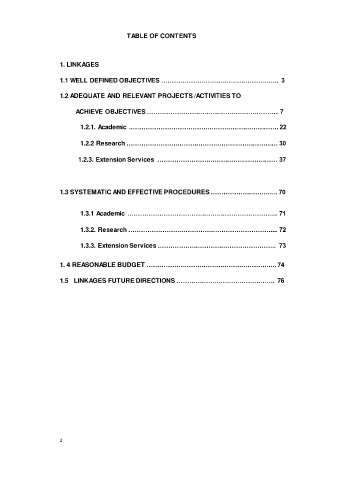 TABLE OF CONTENTS
1. LINKAGES
1.1 WELL DEFINED OBJECTIVES ........................................................ 3
1.2 ADEQUATE AND RELEVANT PROJECTS /ACTIVITIES TO
ACHIEVE OBJECTIVES .............................................................. 7
1.2.1. Academic ...................................................................... 22
1.2.2 Research ....................................................................... 30
1.2.3. Extension Services ......................................................... 37
1.3 SYSTEMATIC AND EFFECTIVE PROCEDURES ................................ 70
1.3.1 Academic ....................................................................... 71
1.3.2. Research ...................................................................... 72
1.3.3. Extension Services ........................................................ 73
1. 4 REASONABLE BUDGET .............................................................. 74
1.5 LINKAGES FUTURE DIRECTIONS .............................................. 76
2